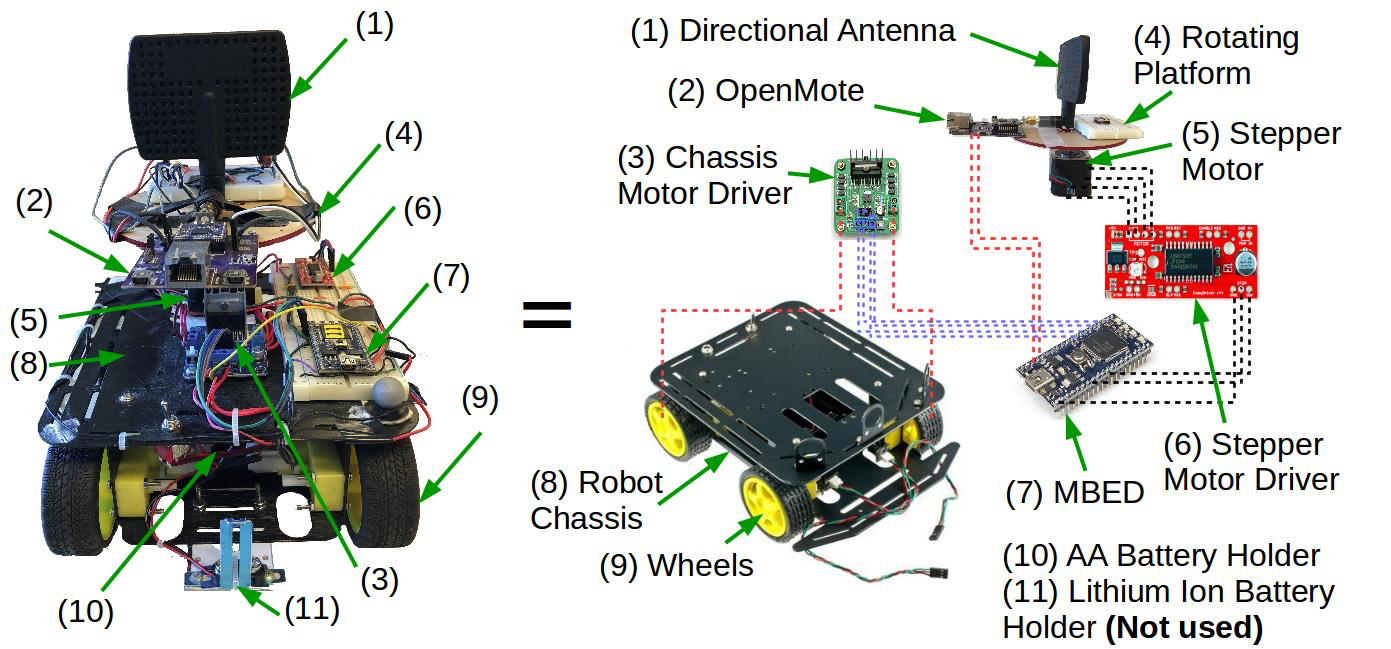 (1)
(4)
(2)
(6)
(7)
(5)
(8)
(9)
(3)
(10)
(11)
=
(1) Directional Antenna
(4) Rotating
Platform
(2) OpenMote
(5) Stepper
Motor
(3) Chassis
Motor Driver
(6) Stepper
Motor Driver
(7) MBED
(8) Robot
Chassis
(9) Wheels
(10) AA Battery Holder
(11) Lithium Ion Battery
Holder (Not used)
MOTOR